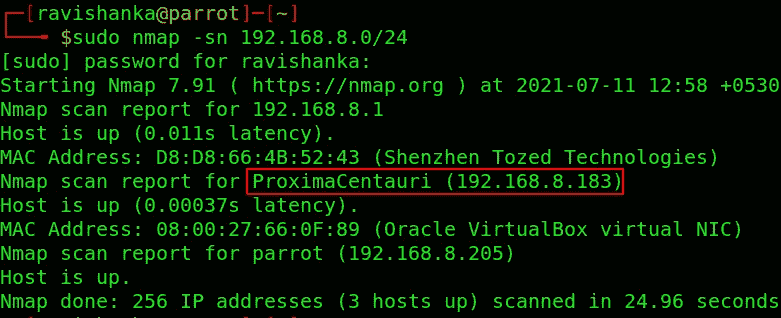 ┌─[ravishanka@parrot]─[~]
└──╼ $sudo nmap -sn 192.168.8.0/24
[sudo] password for ravishanka:
Starting Nmap 7.91 ( https://nmap.org ) at 2021-07-11 12:58 +0530
Nmap scan report for 192.168.8.1
Host is up (0.011s latency).
MAC Address: D8:D8:66:4B:52:43 (Shenzhen Tozed Technologies)
Nmap scan report for ProximaCentauri (192.168.8.183)
Host is up (0.00037s latency).
MAC Address: 08:00:27:66:0F:89 (Oracle VirtualBox virtual NIC)
Nmap scan report for parrot (192.168.8.205)
Host is up.
Nmap done: 256 IP addresses (3 hosts up) scanned in 24.96 seconds